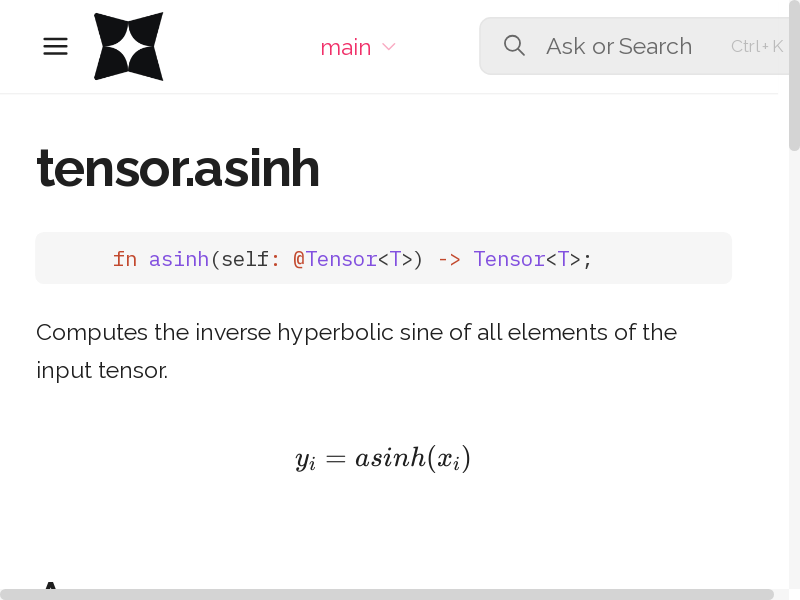 main
Ask or Search
Ctrl+K
tensor.asinh
fn asinh(self: @Tensor<T>) -> Tensor<T>;
Computes the inverse hyperbolic sine of all elements of the
input tensor.
y_i = asinh(x_i)